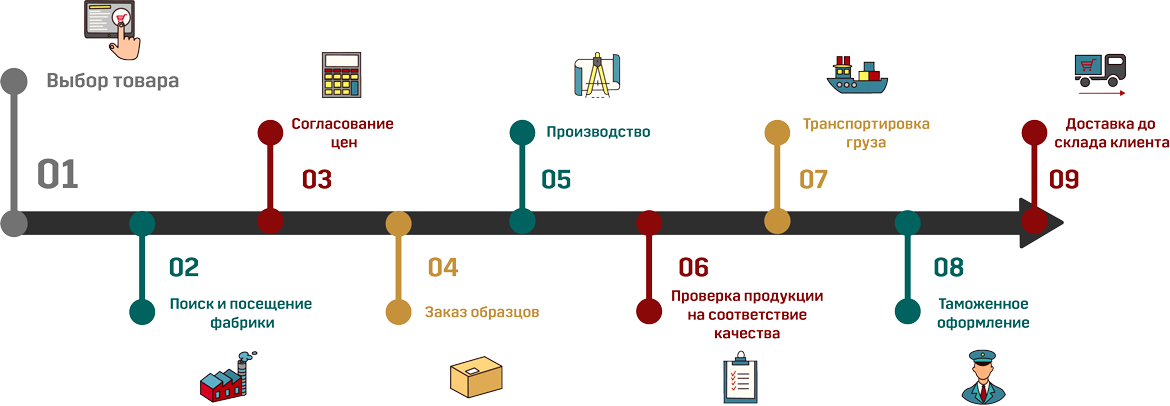 Выбор товара
01
02
Поиск и посещение
фабрики
Согласование
цен
03
04
Заказ образцов
Производство
05
06
Проверка продукции
на соответствие
качества
Транспортировка
груза
07
08
Таможенное
оформление
Доставка до
склада клиента
09